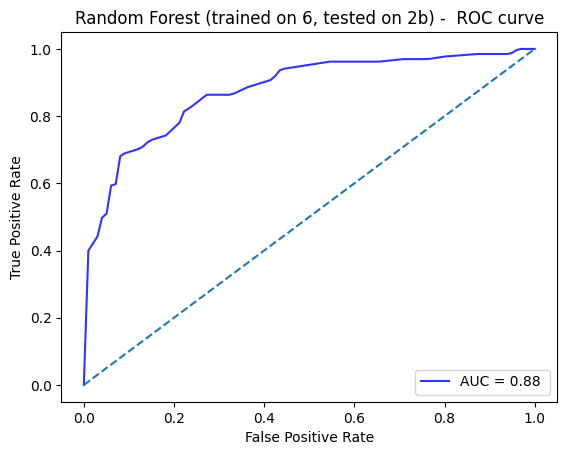 Random Forest (trained on 6, tested on 2b) -  ROC curve
1.0
0.8
0.6
0.4
0.2
0.0
True Positive Rate
0.0 0.2 0.4 0.6 0.8 1.0
False Positive Rate
AUC = 0.88